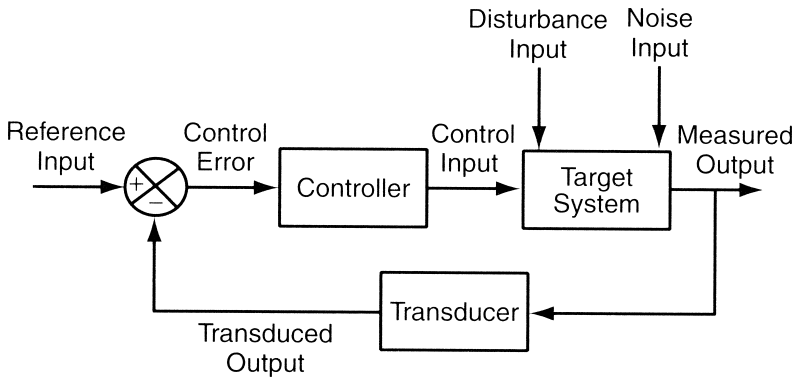 Disturbance
Input
Noise
Input
Reference
Input
+
−
Control
Error
Controller
Control
Input
Target
System
Measured
Output
Transducer
Transduced
Output